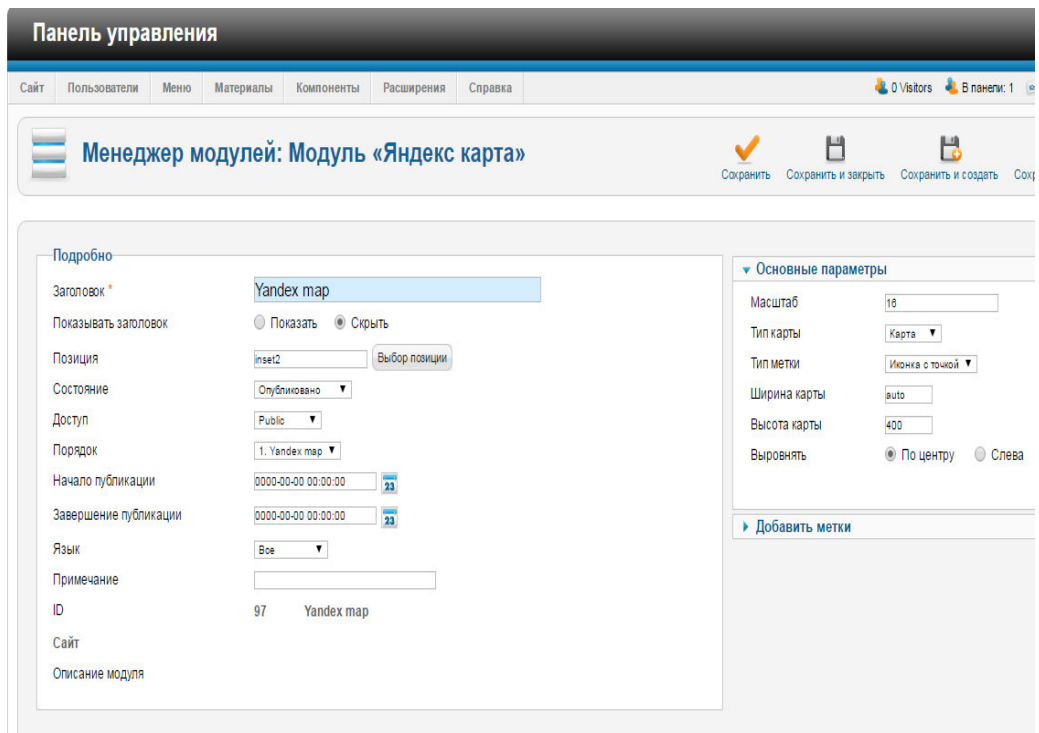 Панель управления
Сайт Пользователи Меню Материалы Компоненты Расширения Справка 0 Visitors В панели: 1
Менеджер модулей: Модуль «Яндекс карта»
Сохранить Сохранить и закрыть Сохранить и создать Сохр
Подробно
Заголовок * Yandex map
Показывать заголовок Показать Скрыть
Позиция inset2 Выбор позиции
Состояние Опубликовано
Доступ Public
Порядок 1. Yandex map
Начало публикации 0000-00-00 00:00:00 23
Завершение публикации 0000-00-00 00:00:00 23
Язык Все
Примечание
ID 97 Yandex map
Сайт
Описание модуля
Основные параметры
Масштаб 16
Тип карты Карта
Тип метки Иконка с точкой
Ширина карты auto
Высота карты 400
Выровнять По центру Слева
Добавить метки